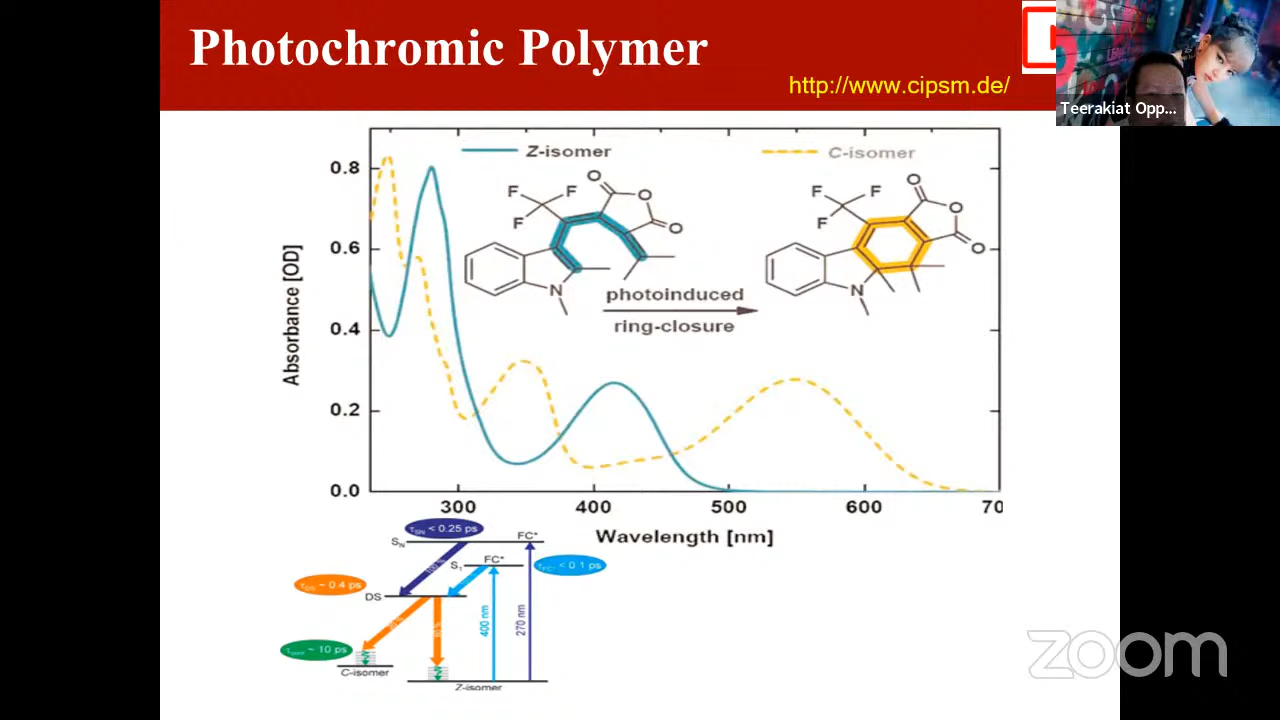 Photochromic Polymer
http://www.cipsm.de/
Teerakiat Opp...
Z-isomer
C-isomer
0.8
0.6
0.4
0.2
0.0
Absorbance [OD]
F
F
F
O
O
O
N
F
F
F
O
O
O
N
photoinduced
ring-closure
300
400
500
600
70
Wavelength [nm]
< 0.25 ps
SN
FC*
S1
FC*
< 0.1 ps
~ 0.4 ps
DS
400 nm
270 nm
~ 10 ps
C-isomer
Z-isomer
zoom